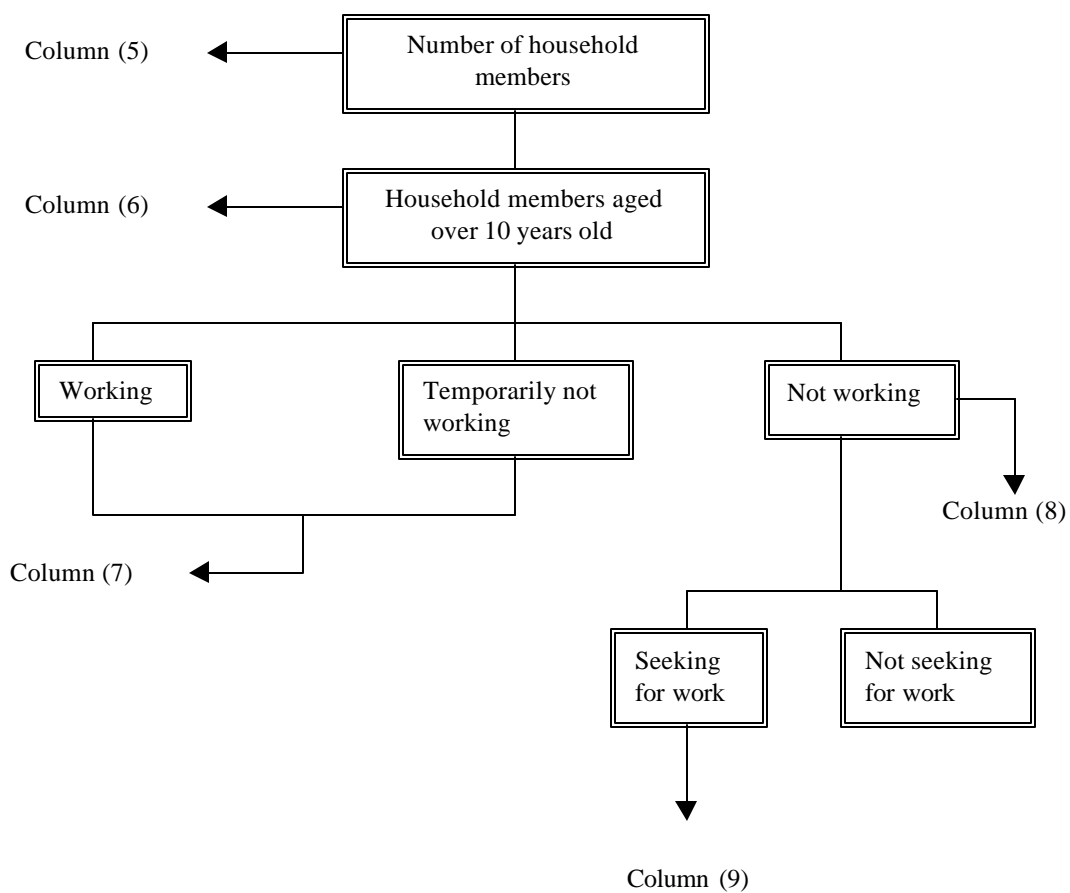 Column (5)
Number of household
members
Column (6)
Household members aged
over 10 years old
Working
Temporarily not
working
Not working
Column (8)
Column (7)
Seeking
for work
Not seeking
for work
Column (9)